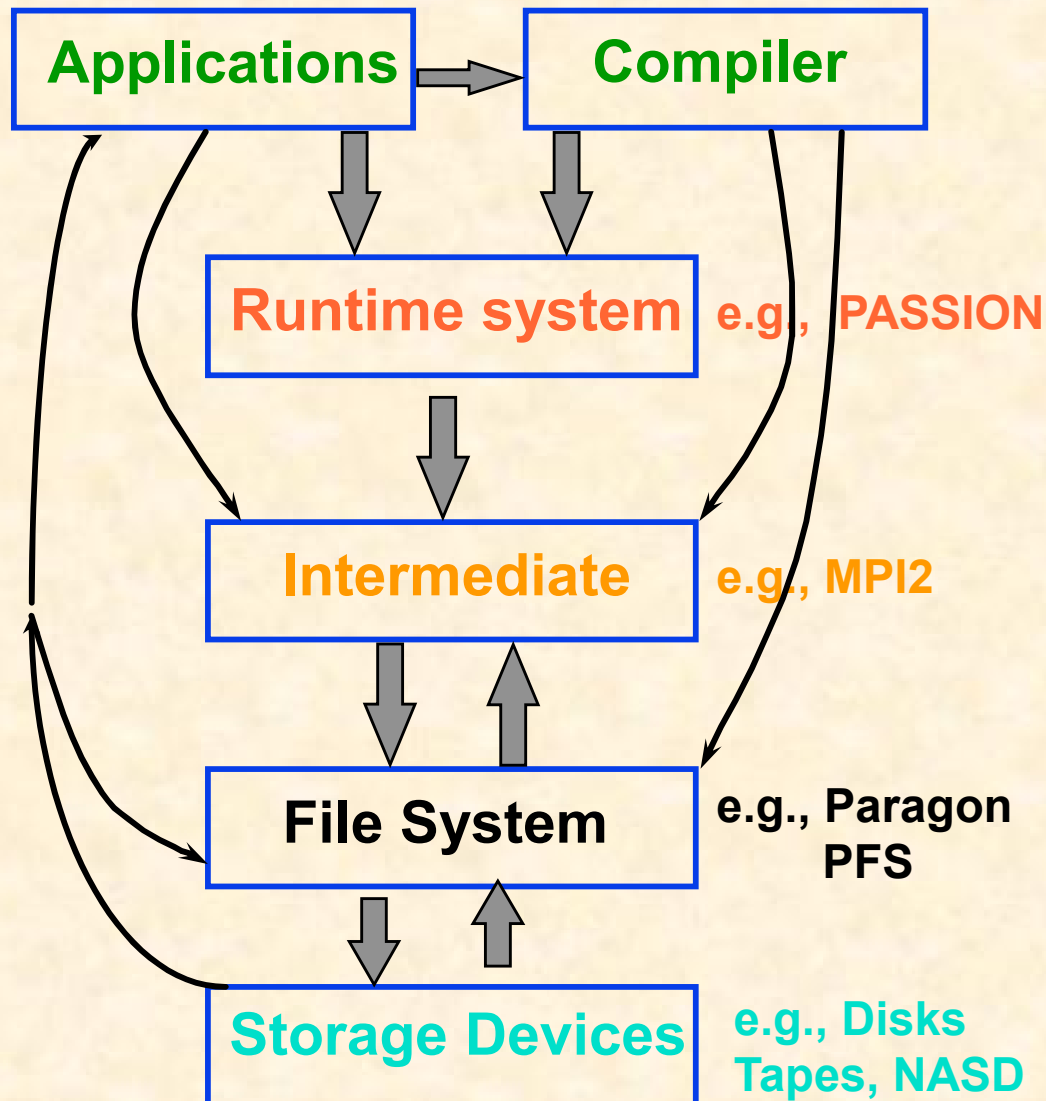 Applications
Compiler
Runtime system
e.g., PASSION
Intermediate
e.g., MPI2
File System
e.g., Paragon
PFS
Storage Devices
e.g., Disks
Tapes, NASD